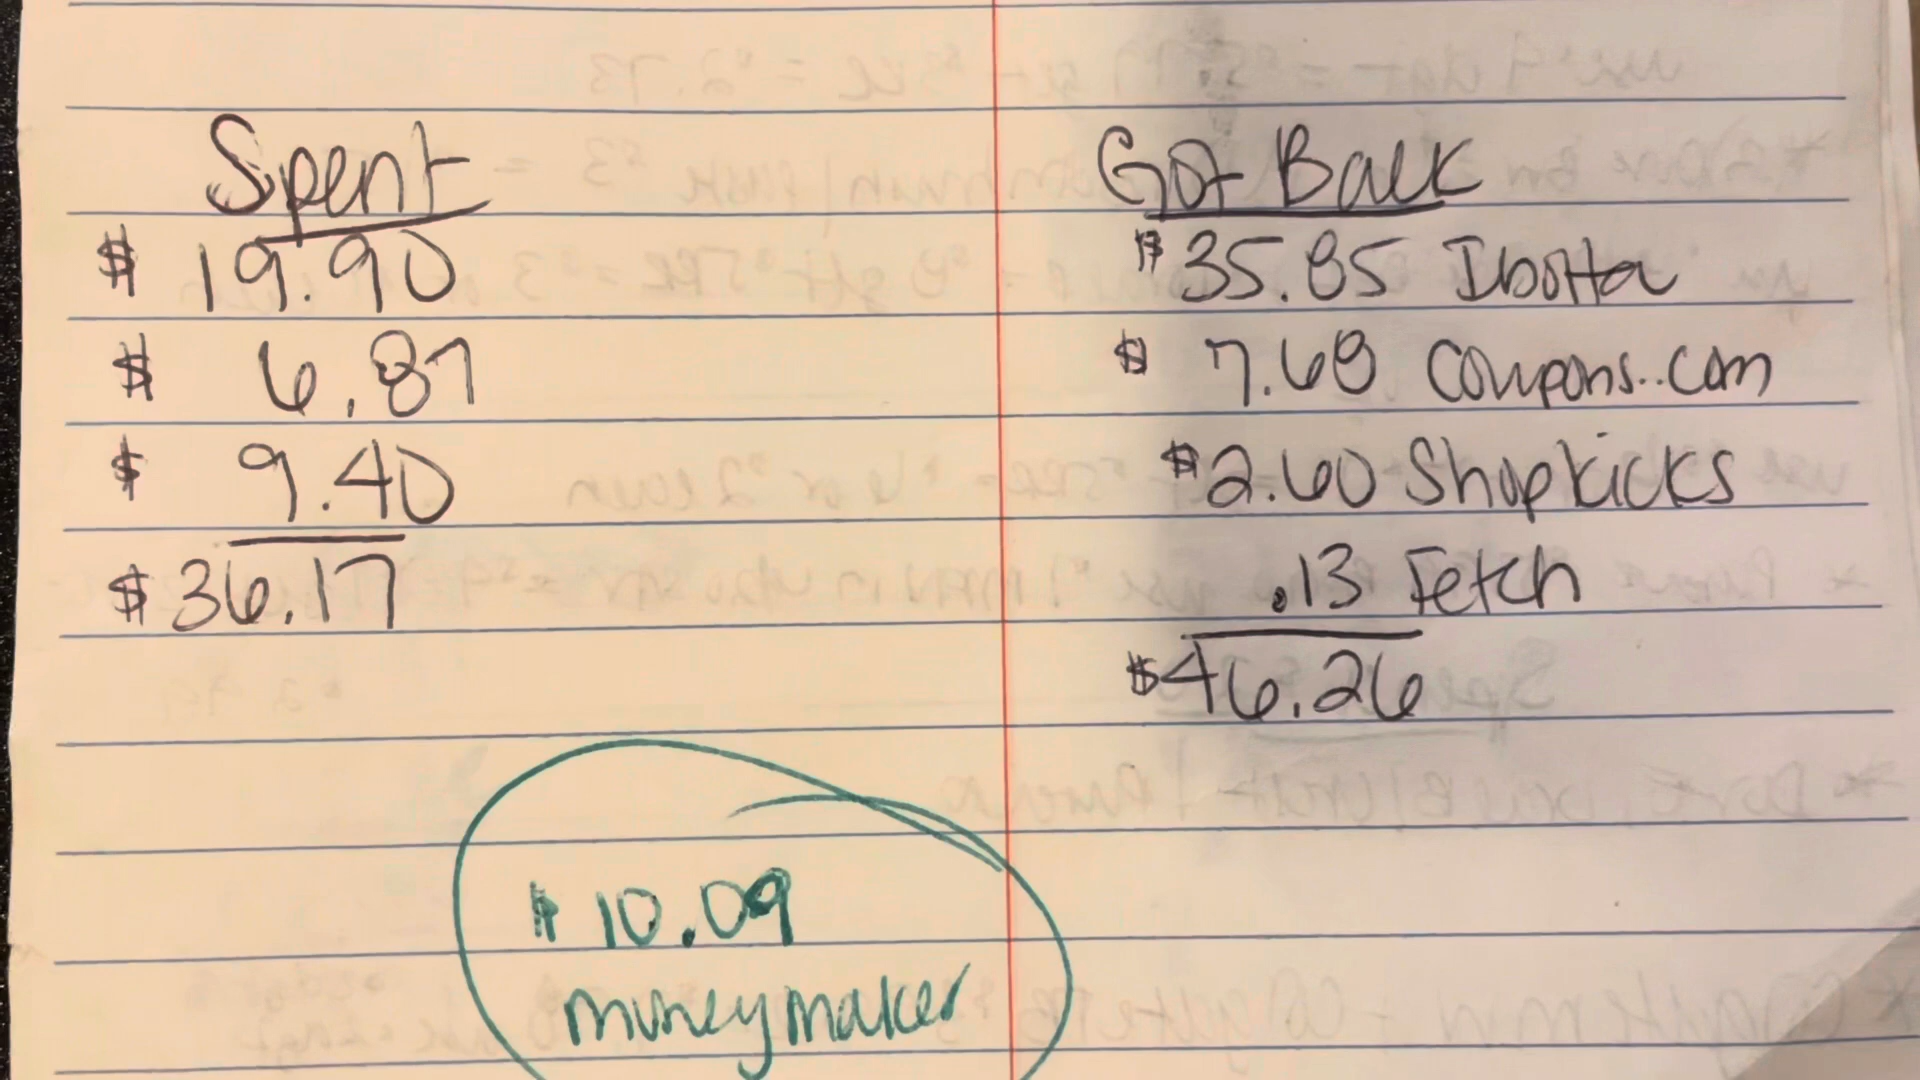 Spent
$ 19.90
$ 6.87
$ 9.40
$36.17
Got Back
$35.85 Ibotta
$ 7.68 Coupons..com
$2.60 Shopkicks
.13 Fetch
$46.26
$10.09
moneymaker